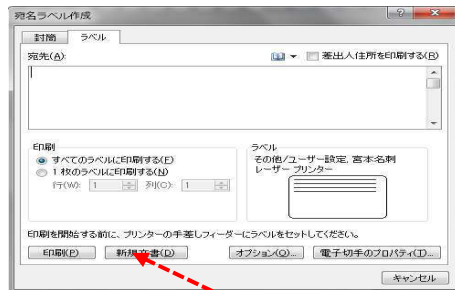 宛名ラベル作成
封筒 ラベル
宛先(A):
差出人住所を印刷する(R)
印刷
すべてのラベルに印刷する(F)
1 枚のラベルに印刷する(N)
行(W): 1 列(C): 1
ラベル
その他/ユーザー設定, 宮本名刺
レーザー プリンター
印刷を開始する前に、プリンターの手差しフィーダーにラベルをセットしてください。
印刷(P) 新規文書(D) オプション(O)... 電子切手のプロパティ(I)...
キャンセル